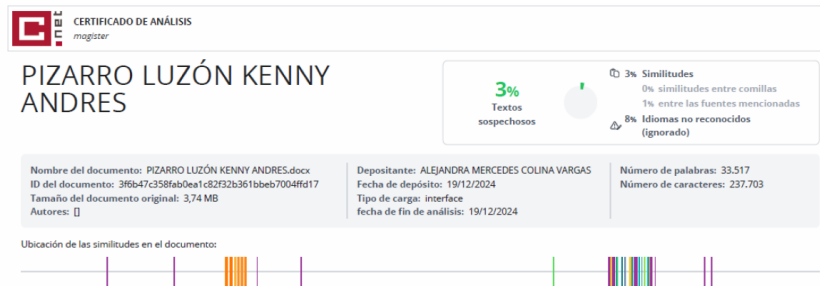 CERTIFICADO DE ANÁLISIS
magister
C
.net
PIZARRO LUZÓN KENNY
ANDRES
3%
Textos
sospechosos
3% Similitudes
0% similitudes entre comillas
1% entre las fuentes mencionadas
8% Idiomas no reconocidos
(ignorado)
Nombre del documento: PIZARRO LUZÓN KENNY ANDRES.docx
ID del documento: 3f6b47c358fab0ea1c82f32b361bbeb7004ffd17
Tamaño del documento original: 3,74 MB
Autores: []
Depositante: ALEJANDRA MERCEDES COLINA VARGAS
Fecha de depósito: 19/12/2024
Tipo de carga: interface
fecha de fin de análisis: 19/12/2024
Número de palabras: 33.517
Número de caracteres: 237.703
Ubicación de las similitudes en el documento: